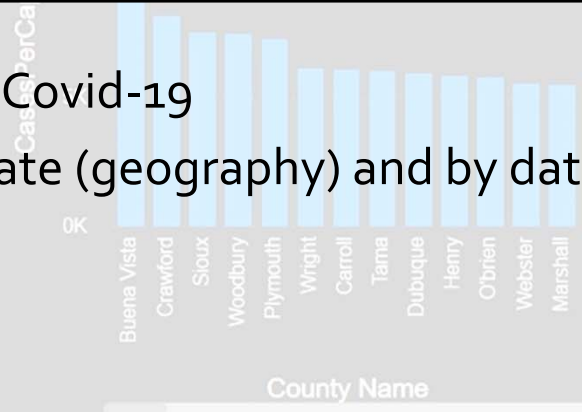 CasesPerCa
Covid-19
ate (geography) and by dat
0K
Buena Vista
Crawford
Sioux
Woodbury
Plymouth
Wright
Carroll
Tama
Dubuque
Henry
O'brien
Webster
Marshall
County Name